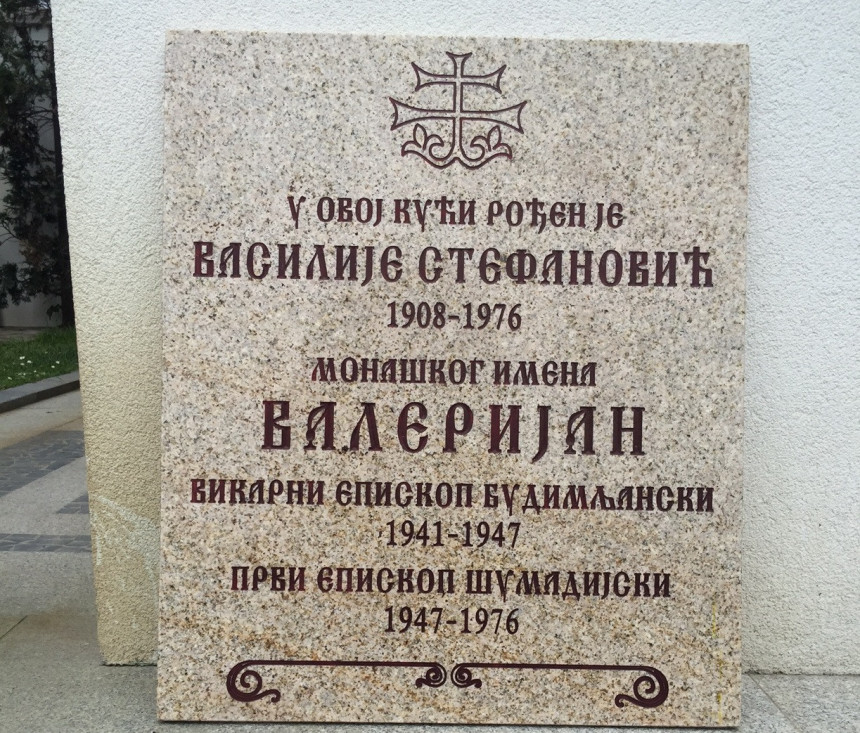 У ОВОЈ КУЋИ РОЂЕН ЈЕ
ВАСИЛИЈЕ СТЕФАНОВИЋ
1908-1976
МОНАШКОГ ИМЕНА
ВАЛЕРИЈАН
ВИКАРНИ ЕПИСКОП БУДИМЉАНСКИ
1941-1947
ПРВИ ЕПИСКОП ШУМАДИЈСКИ
1947-1976